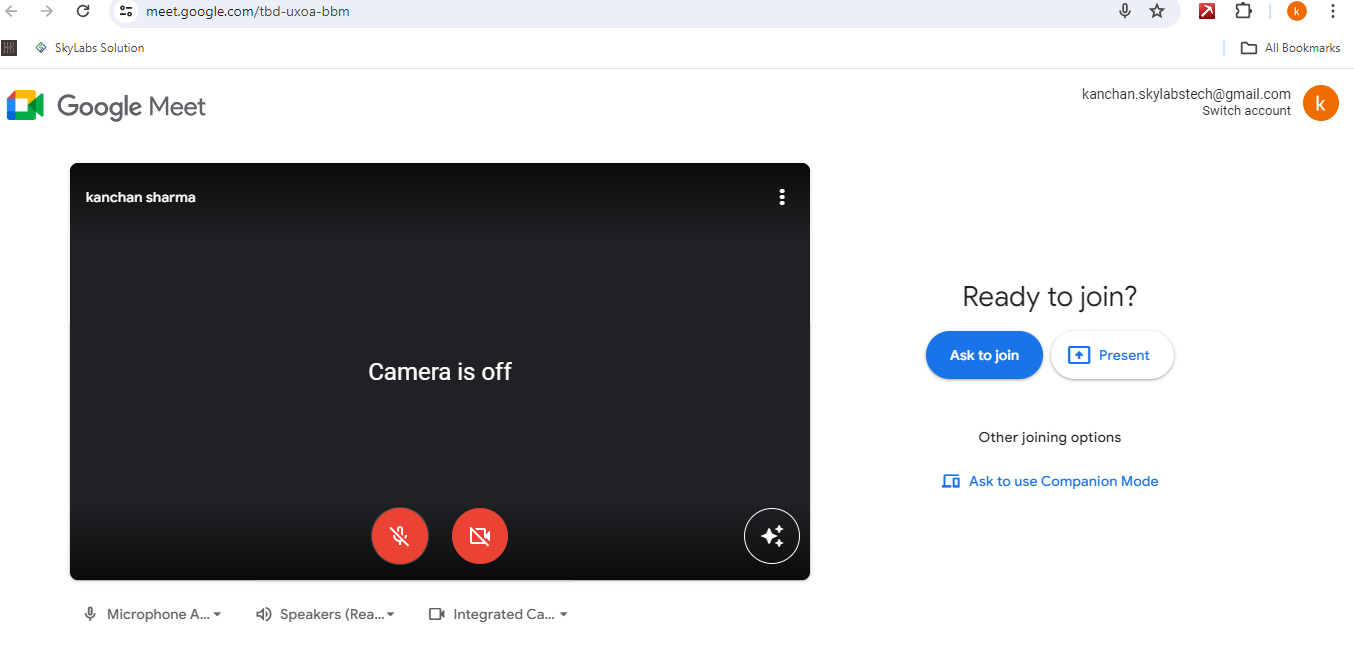 meet.google.com/tbd-uxoa-bbm
k
SkyLabs Solution
All Bookmarks
Google Meet
kanchan.skylabstech@gmail.com
Switch account
k
kanchan sharma
Camera is off
Ready to join?
Ask to join
Present
Other joining options
Ask to use Companion Mode
Microphone A...
Speakers (Rea...
Integrated Ca...